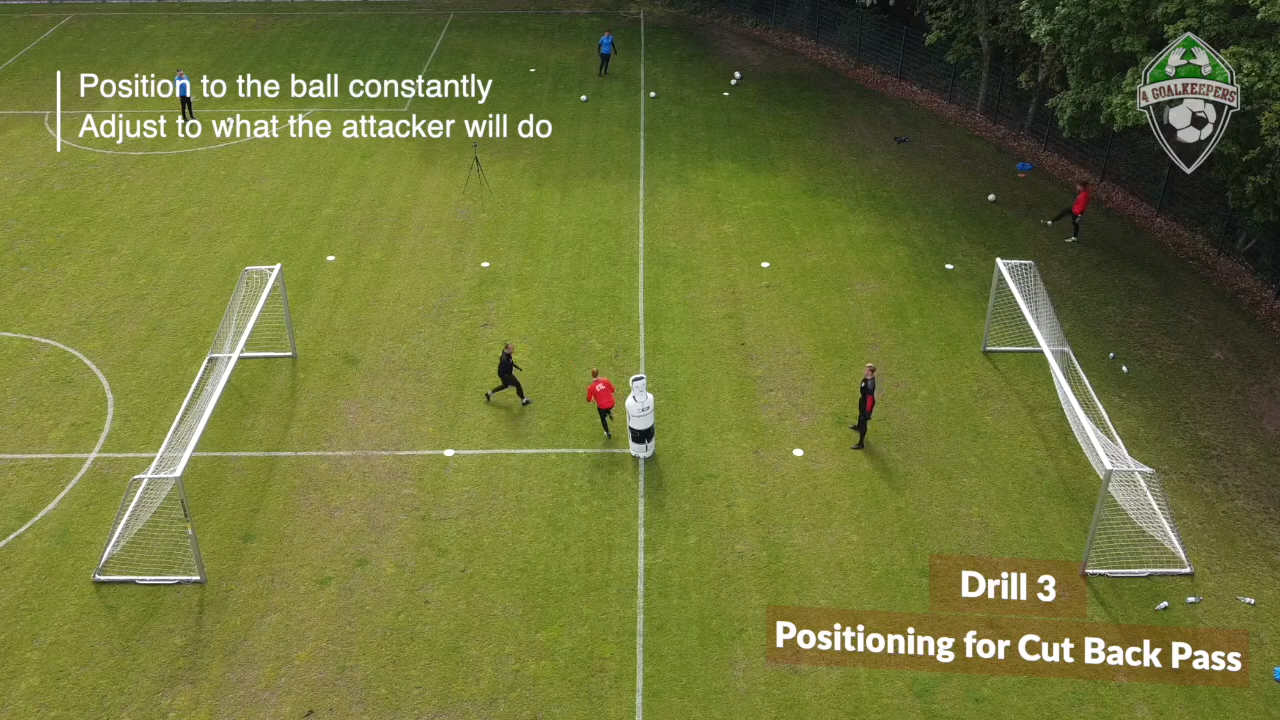 Position to the ball constantly
Adjust to what the attacker will do
4 GOALKEEPERS
Drill 3
Positioning for Cut Back Pass